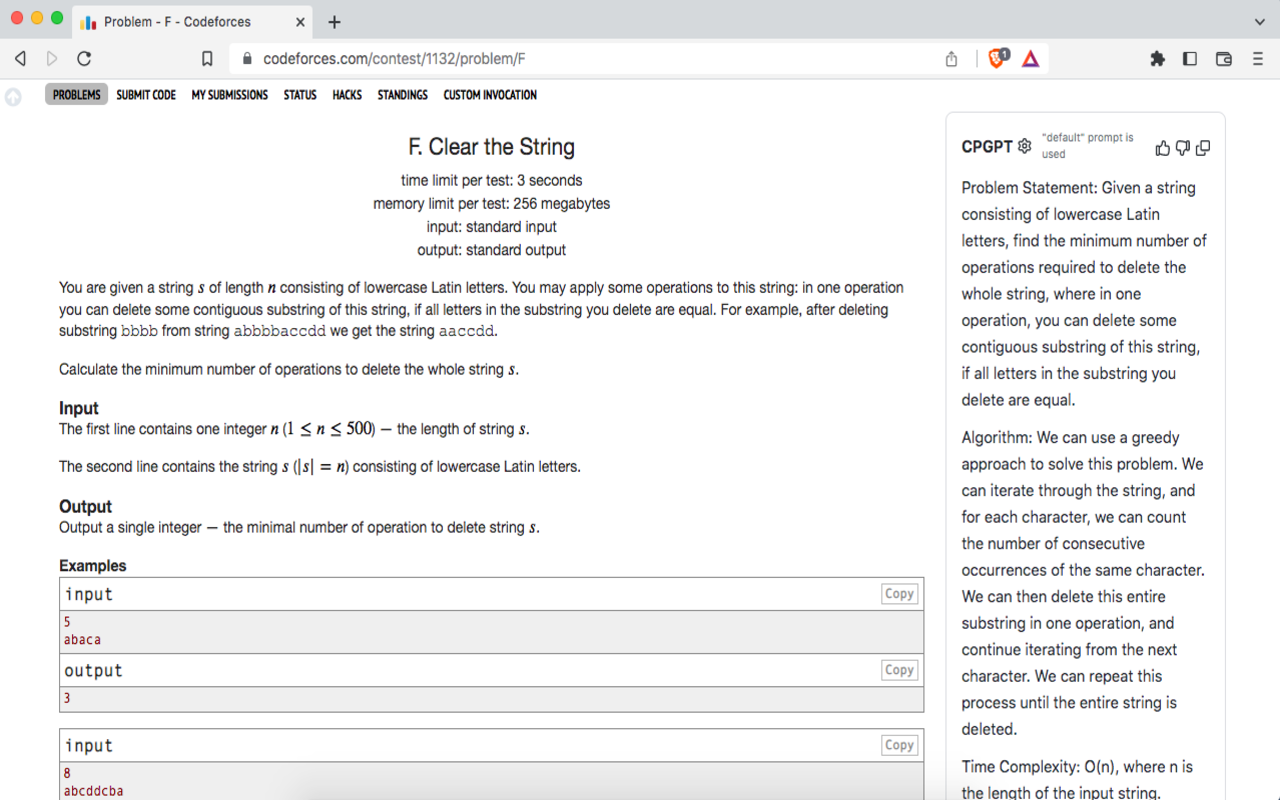 Problem - F - Codeforces
codeforces.com/contest/1132/problem/F
1
PROBLEMS SUBMIT CODE MY SUBMISSIONS STATUS HACKS STANDINGS CUSTOM INVOCATION
F. Clear the String
time limit per test: 3 seconds
memory limit per test: 256 megabytes
input: standard input
output: standard output
You are given a string s of length n consisting of lowercase Latin letters. You may apply some operations to this string: in one operation
you can delete some contiguous substring of this string, if all letters in the substring you delete are equal. For example, after deleting
substring bbbb from string abbbbaccdd we get the string aaccdd.
Calculate the minimum number of operations to delete the whole string s.
Input
The first line contains one integer n (1 ≤ n ≤ 500) — the length of string s.
The second line contains the string s (|s| = n) consisting of lowercase Latin letters.
Output
Output a single integer — the minimal number of operation to delete string s.
Examples
input
Copy
5
abaca
output
Copy
3
input
Copy
8
abcddcba
CPGPT
"default" prompt is
used
Problem Statement: Given a string
consisting of lowercase Latin
letters, find the minimum number of
operations required to delete the
whole string, where in one
operation, you can delete some
contiguous substring of this string,
if all letters in the substring you
delete are equal.
Algorithm: We can use a greedy
approach to solve this problem. We
can iterate through the string, and
for each character, we can count
the number of consecutive
occurrences of the same character.
We can then delete this entire
substring in one operation, and
continue iterating from the next
character. We can repeat this
process until the entire string is
deleted.
Time Complexity: O(n), where n is
the length of the input string.